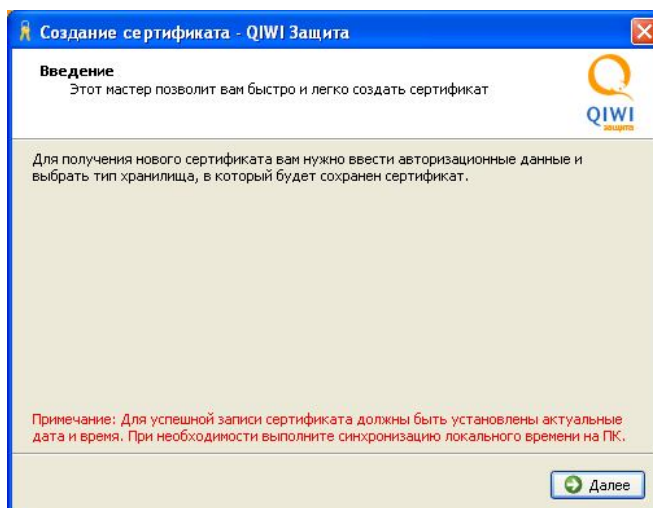 Создание сертификата - QIWI Защита
Введение
Этот мастер позволит вам быстро и легко создать сертификат
QIWI
защита
Для получения нового сертификата вам нужно ввести авторизационные данные и
выбрать тип хранилища, в который будет сохранен сертификат.
Примечание: Для успешной записи сертификата должны быть установлены актуальные
дата и время. При необходимости выполните синхронизацию локального времени на ПК.
Далее